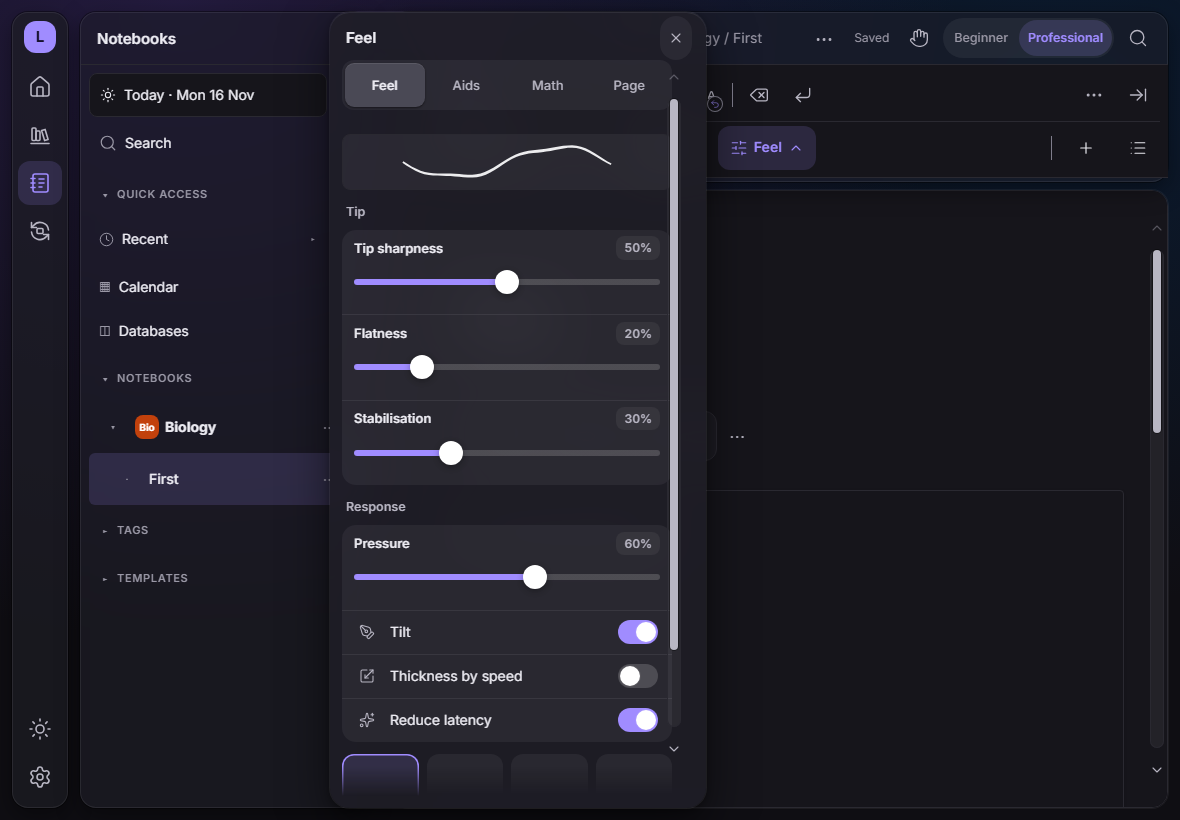 L
Notebooks
Today · Mon 16 Nov
Search
QUICK ACCESS
Recent
Calendar
Databases
NOTEBOOKS
Bio Biology
First
TAGS
TEMPLATES
Feel
Feel Aids Math Page
Tip
Tip sharpness 50%
Flatness 20%
Stabilisation 30%
Response
Pressure 60%
Tilt
Thickness by speed
Reduce latency
gy / First
Saved
Beginner Professional
Feel